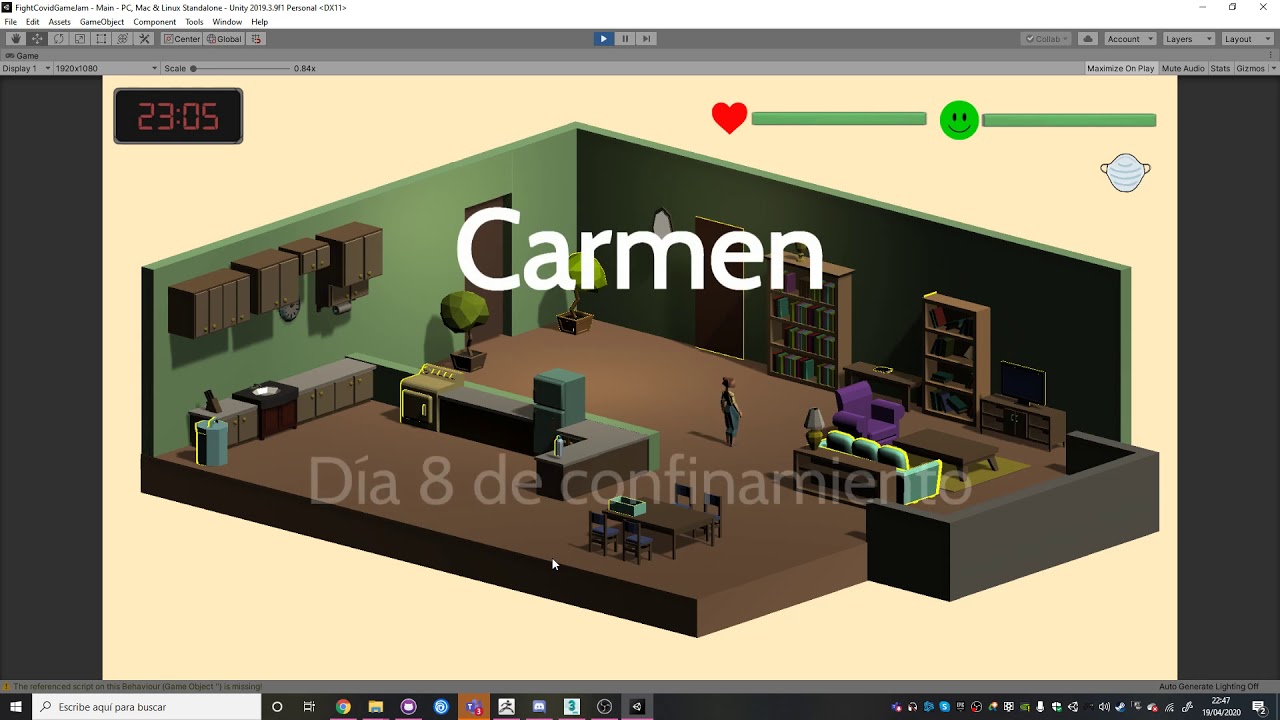 FightCovidGameJam - Main - PC, Mac & Linux Standalone - Unity 2019.3.9f1 Personal <DX11>
File Edit Assets GameObject Component Tools Window Help
Center Global Collab Account Layers Layout
Game
Display 1 1920x1080 Scale 0.84x Maximize On Play Mute Audio Stats Gizmos
23:05
Carmen
Día 8 de confinamiento
The referenced script on this Behaviour (Game Object '') is missing!
Auto Generate Lighting Off
Escribe aquí para buscar
3
22:47
19/04/2020
2